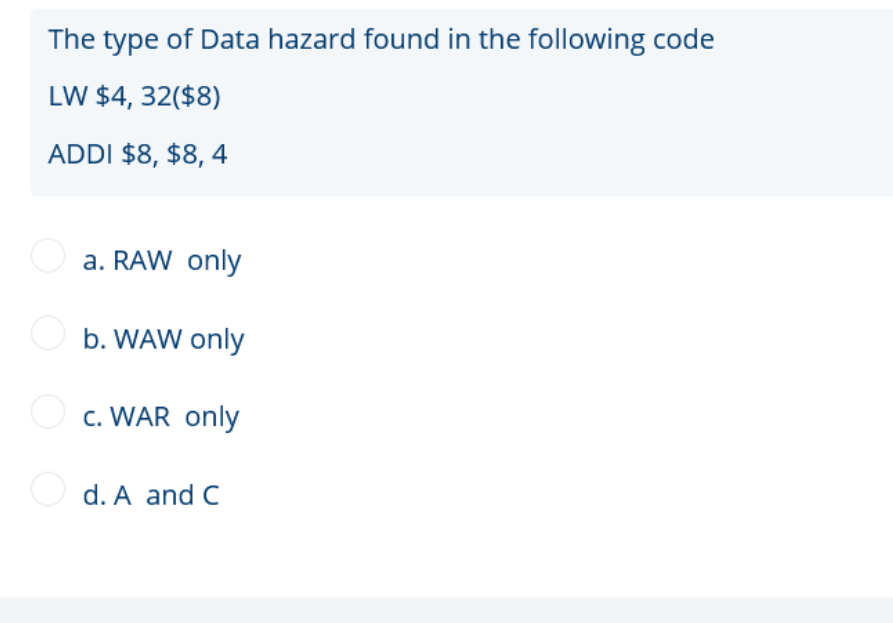 The type of Data hazard found in the following code
LW $4, 32($8)
ADDI $8, $8, 4
a. RAW only
b. WAW only
c. WAR only
d. A and C